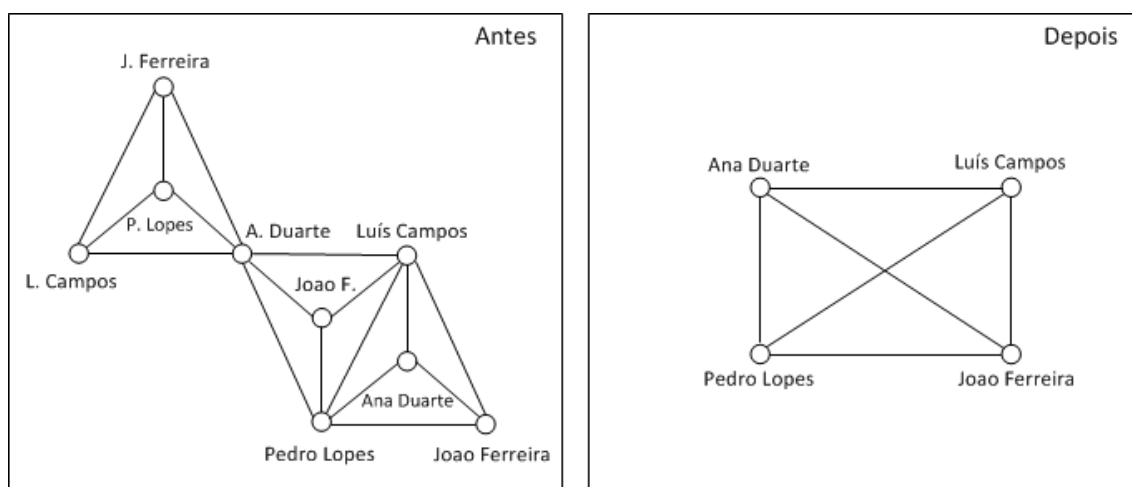 Antes
J. Ferreira
P. Lopes
A. Duarte
Luís Campos
L. Campos
Joao F.
Ana Duarte
Pedro Lopes
Joao Ferreira
Depois
Ana Duarte
Luís Campos
Pedro Lopes
Joao Ferreira